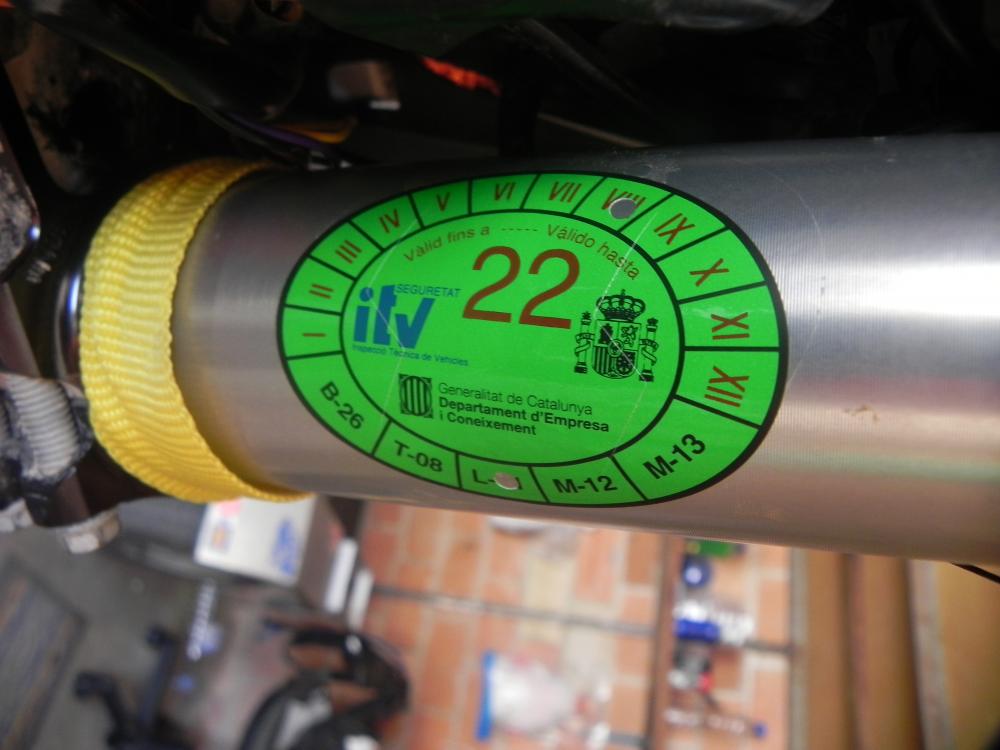 I II III IV V VI VII VIII IX X XI XII
Vàlid fins a ----- Válido hasta
22
SEGURETAT
itv
Inspecció Tècnica de Vehicles
Generalitat de Catalunya
Departament d'Empresa
i Coneixement
B-26 T-08 L- M-12 M-13